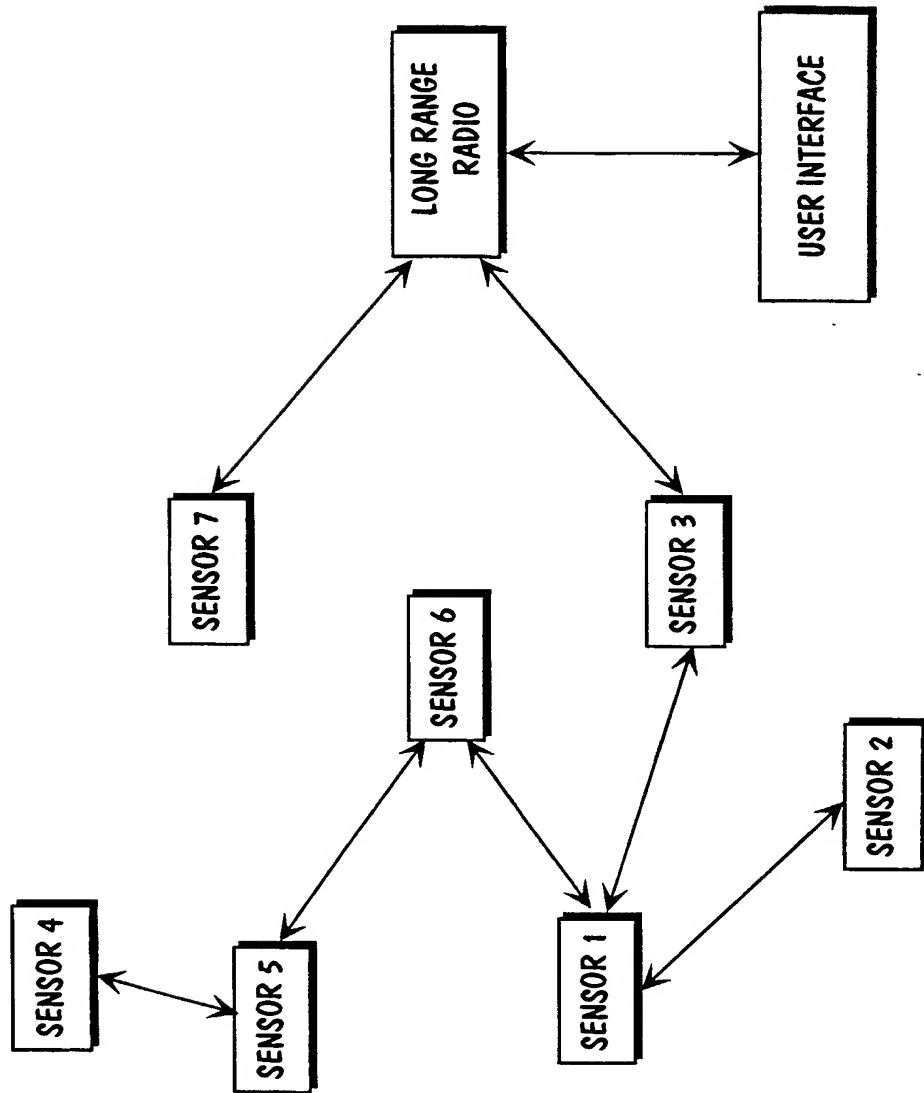 SENSOR 4
SENSOR 5
SENSOR 7
SENSOR 6
LONG RANGE
RADIO
SENSOR 1
SENSOR 3
SENSOR 2
USER INTERFACE